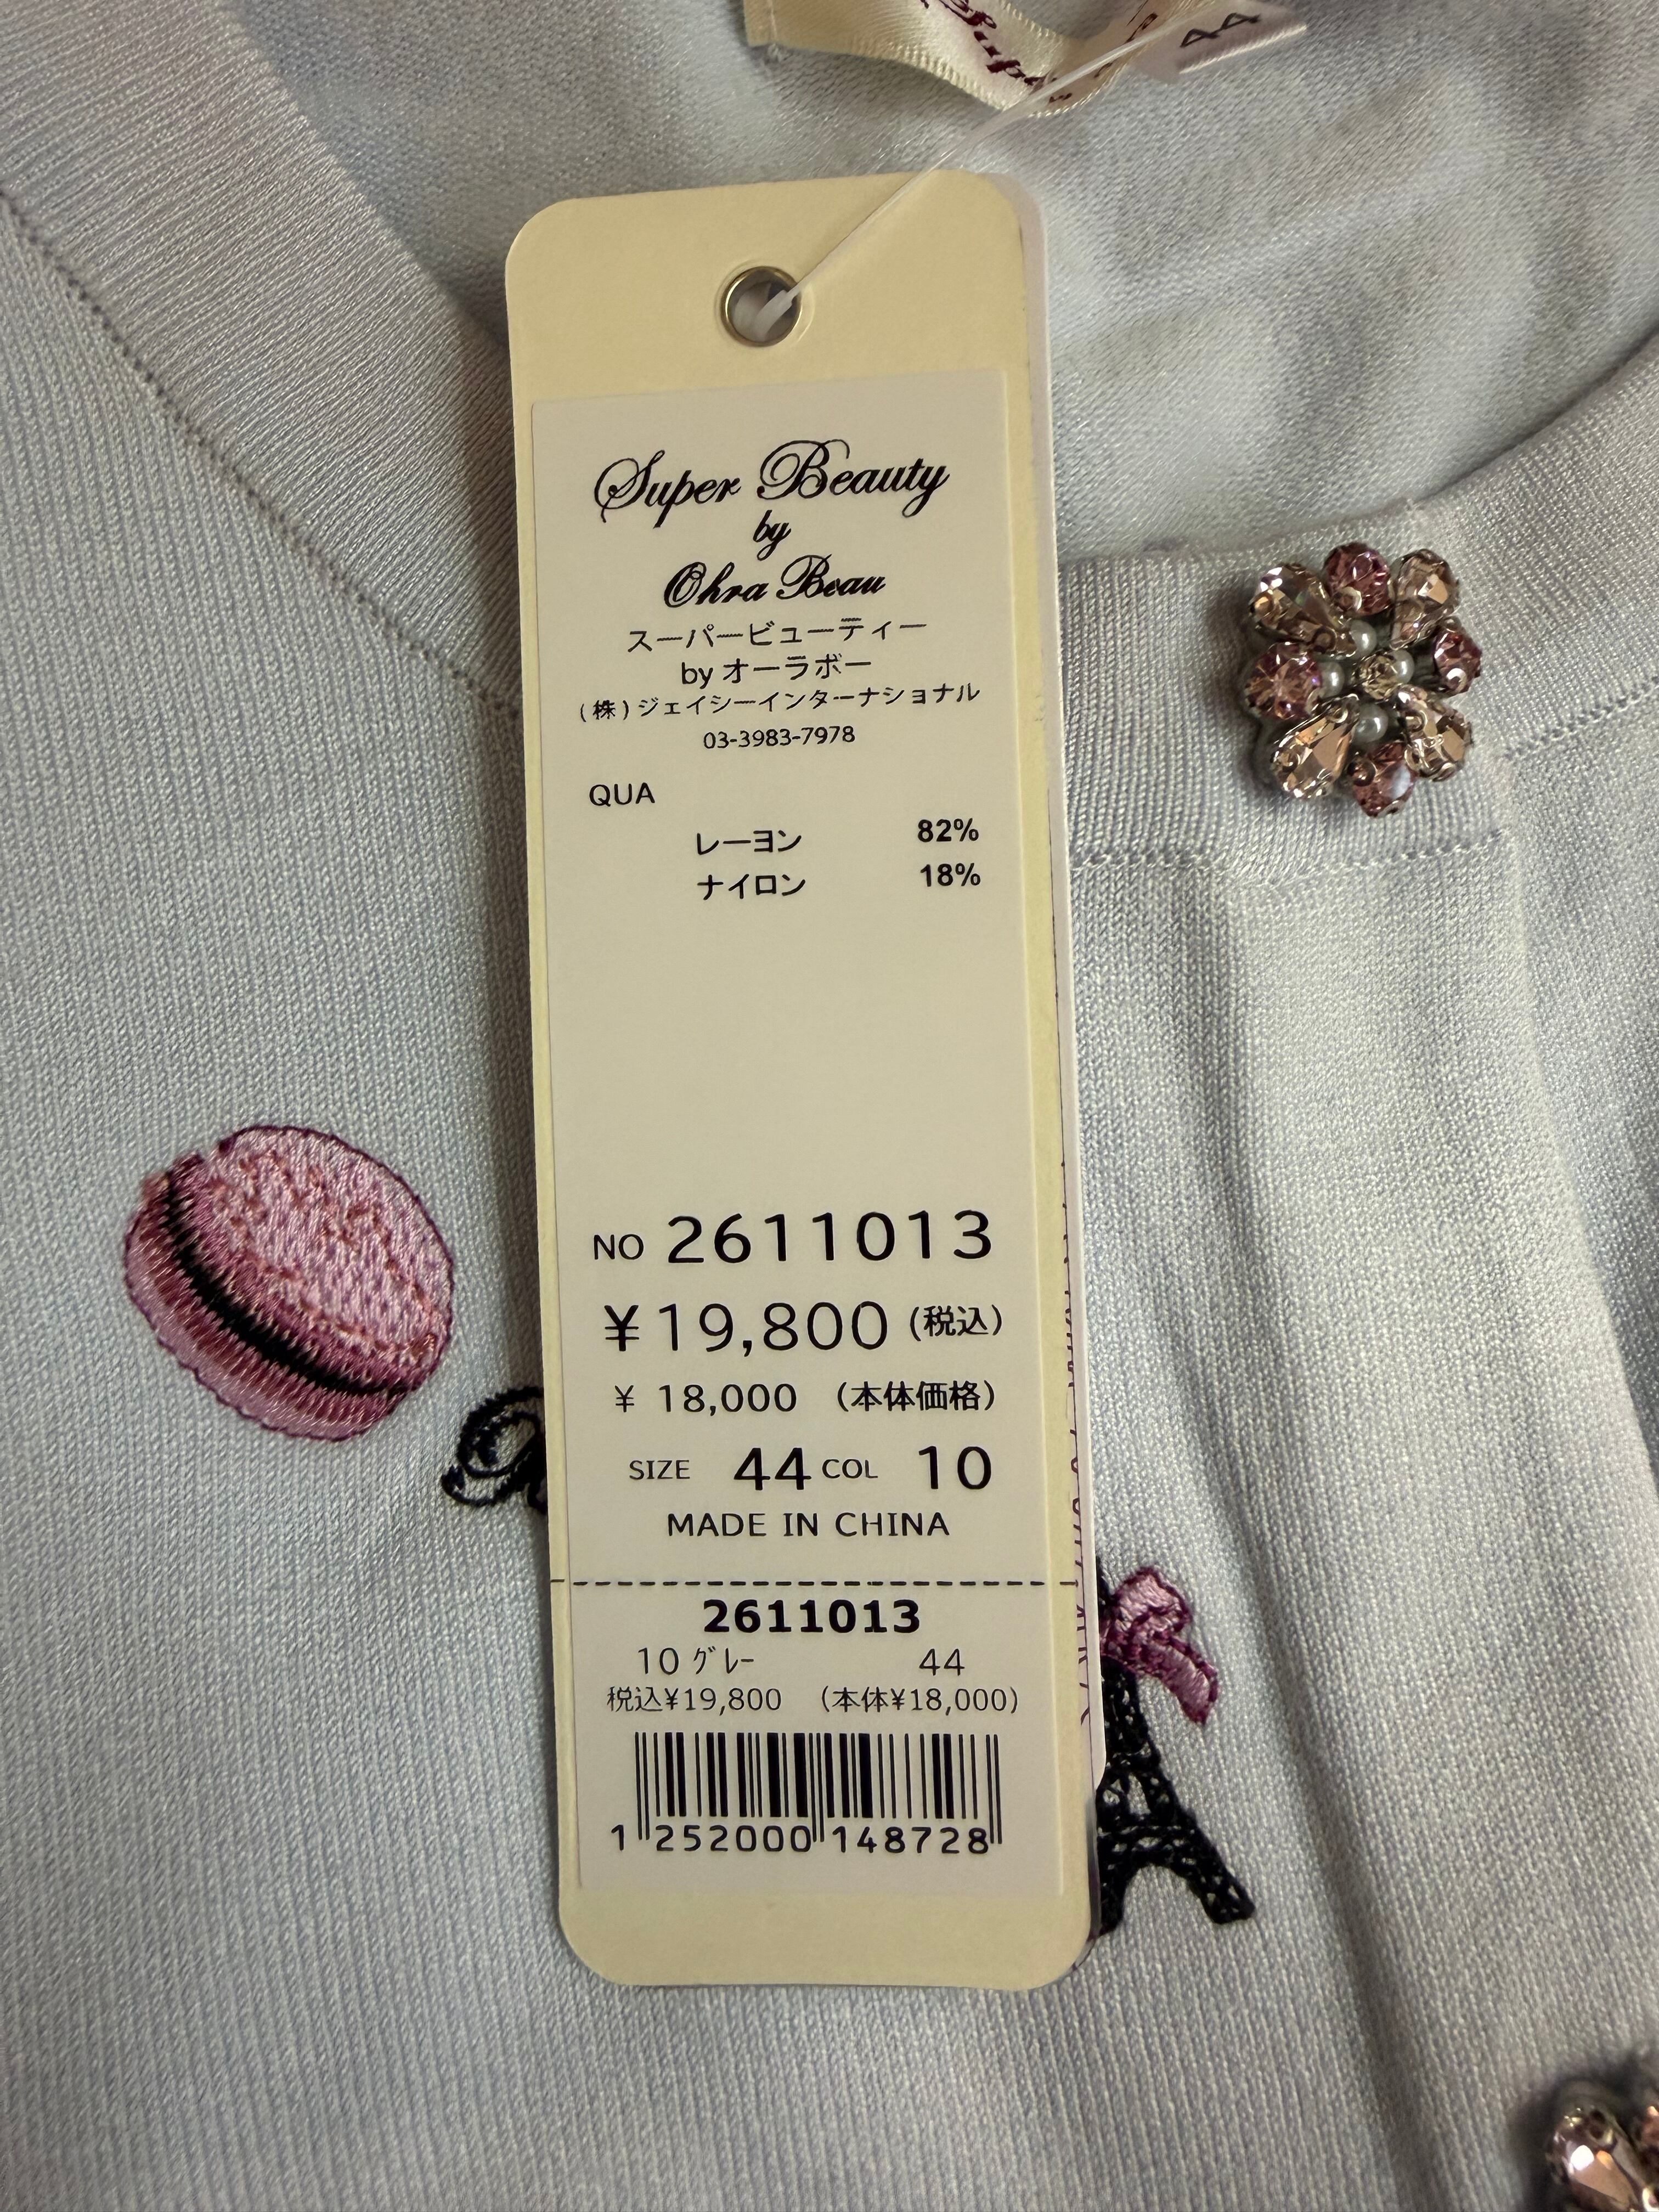 44
Super Beauty
by
Ohra Beau
スーパービューティー
by オーラボー
(株)ジェイシーインターナショナル
03-3983-7978
QUA
レーヨン 82%
ナイロン 18%
NO 2611013
¥19,800 (税込)
¥ 18,000 (本体価格)
SIZE 44 COL 10
MADE IN CHINA
2611013
10 グレー 44
税込¥19,800 (本体¥18,000)
1 252000 148728